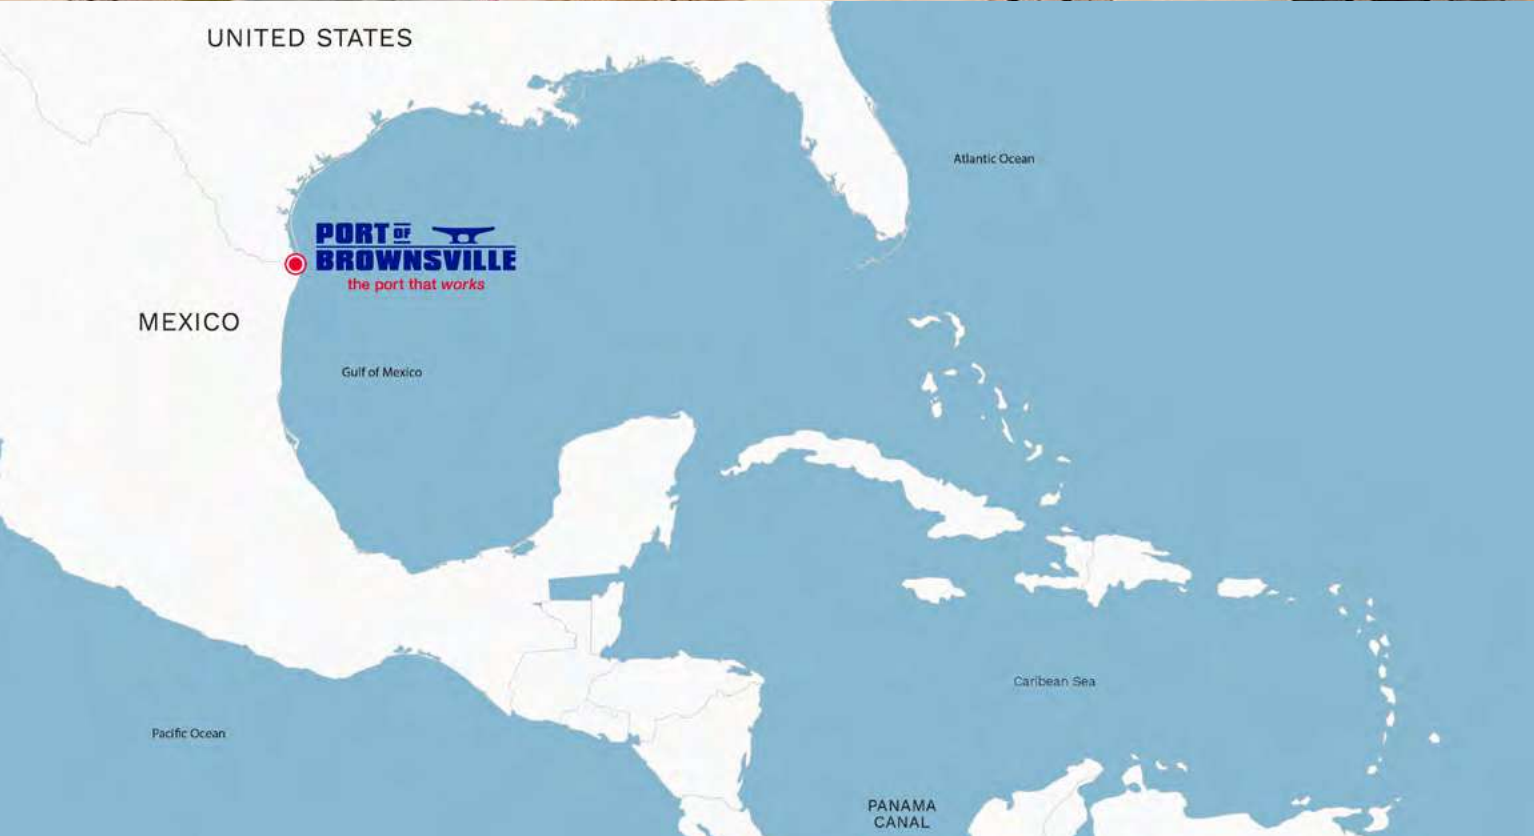 UNITED STATES
Atlantic Ocean
PORT OF
BROWNSVILLE
the port that works
MEXICO
Gulf of Mexico
Caribean Sea
Pacific Ocean
PANAMA
CANAL